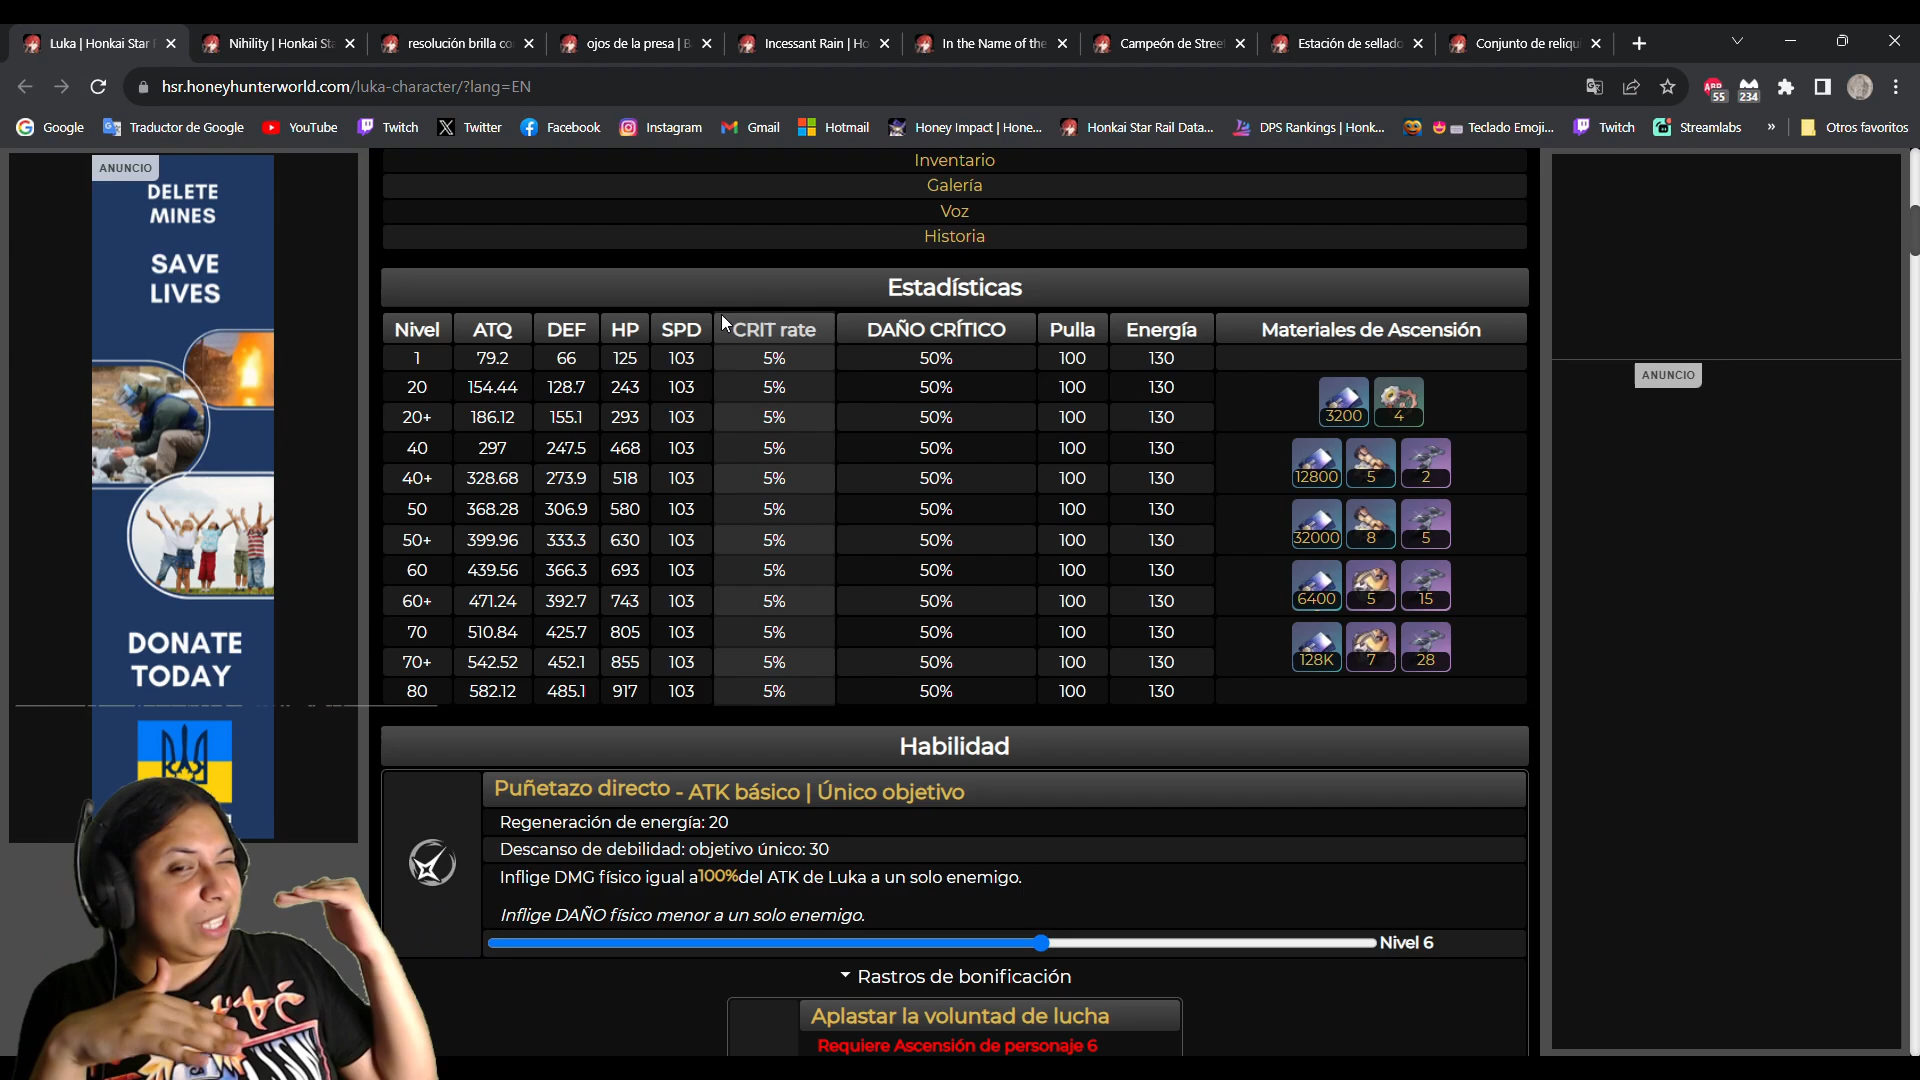 Luka | Honkai Star
Nihility | Honkai Sta
resolución brilla co
ojos de la presa | B
Incessant Rain | Ho
In the Name of the
Campeón de Street
Estación de sellado
Conjunto de reliqu
hsr.honeyhunterworld.com/luka-character/?lang=EN
55
234
Google
Traductor de Google
YouTube
Twitch
Twitter
Facebook
Instagram
Gmail
Hotmail
Honey Impact | Hone...
Honkai Star Rail Data...
DPS Rankings | Honk...
Teclado Emoji...
Twitch
Streamlabs
»
Otros favoritos
ANUNCIO
DELETE
MINES
SAVE
LIVES
DONATE
TODAY
Inventario
Galería
Voz
Historia
Estadísticas
Nivel ATQ DEF HP SPD CRIT rate DAÑO CRÍTICO Pulla Energía Materiales de Ascensión
1 79.2 66 125 103 5% 50% 100 130
20 154.44 128.7 243 103 5% 50% 100 130
3200 4
20+ 186.12 155.1 293 103 5% 50% 100 130
40 297 247.5 468 103 5% 50% 100 130
12800 5 2
40+ 328.68 273.9 518 103 5% 50% 100 130
50 368.28 306.9 580 103 5% 50% 100 130
32000 8 5
50+ 399.96 333.3 630 103 5% 50% 100 130
60 439.56 366.3 693 103 5% 50% 100 130
6400 5 15
60+ 471.24 392.7 743 103 5% 50% 100 130
70 510.84 425.7 805 103 5% 50% 100 130
128K 7 28
70+ 542.52 452.1 855 103 5% 50% 100 130
80 582.12 485.1 917 103 5% 50% 100 130
Habilidad
Puñetazo directo - ATK básico | Único objetivo
Regeneración de energía: 20
Descanso de debilidad: objetivo único: 30
Inflige DMG físico igual a100%del ATK de Luka a un solo enemigo.
Inflige DAÑO físico menor a un solo enemigo.
Nivel 6
Rastros de bonificación
Aplastar la voluntad de lucha
Requiere Ascensión de personaje 6
ANUNCIO